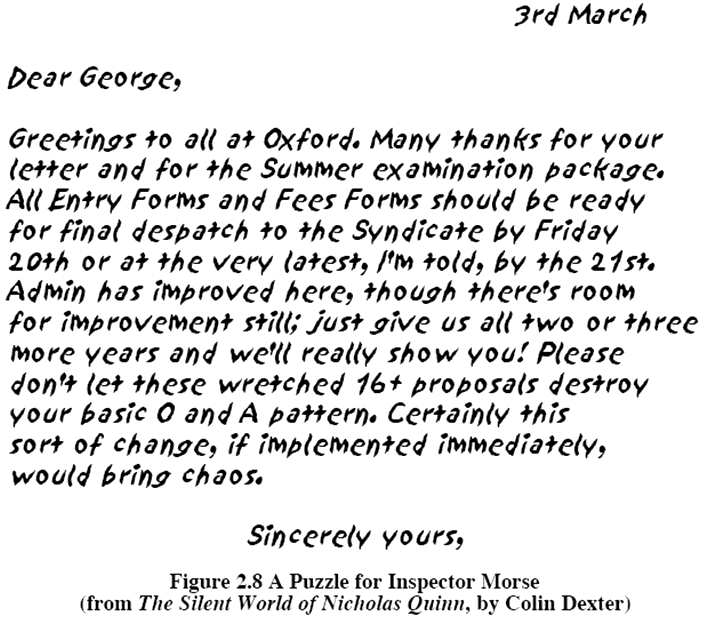 3rd March
Dear George,
Greetings to all at Oxford. Many thanks for your
letter and for the Summer examination package.
All Entry Forms and Fees Forms should be ready
for final despatch to the Syndicate by Friday
20th or at the very latest, I'm told, by the 21st.
Admin has improved here, though there's room
for improvement still; just give us all two or three
more years and we'll really show you! Please
don't let these wretched 16+ proposals destroy
your basic O and A pattern. Certainly this
sort of change, if implemented immediately,
would bring chaos.
Sincerely yours,
Figure 2.8 A Puzzle for Inspector Morse
(from The Silent World of Nicholas Quinn, by Colin Dexter)